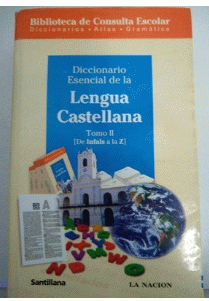 Biblioteca de Consulta Escolar
Diccionarios • Atlas • Gramática
Diccionario
Esencial de la
Lengua
Castellana
Tomo II
[De Infals a la Z]
Santillana
LA NACION